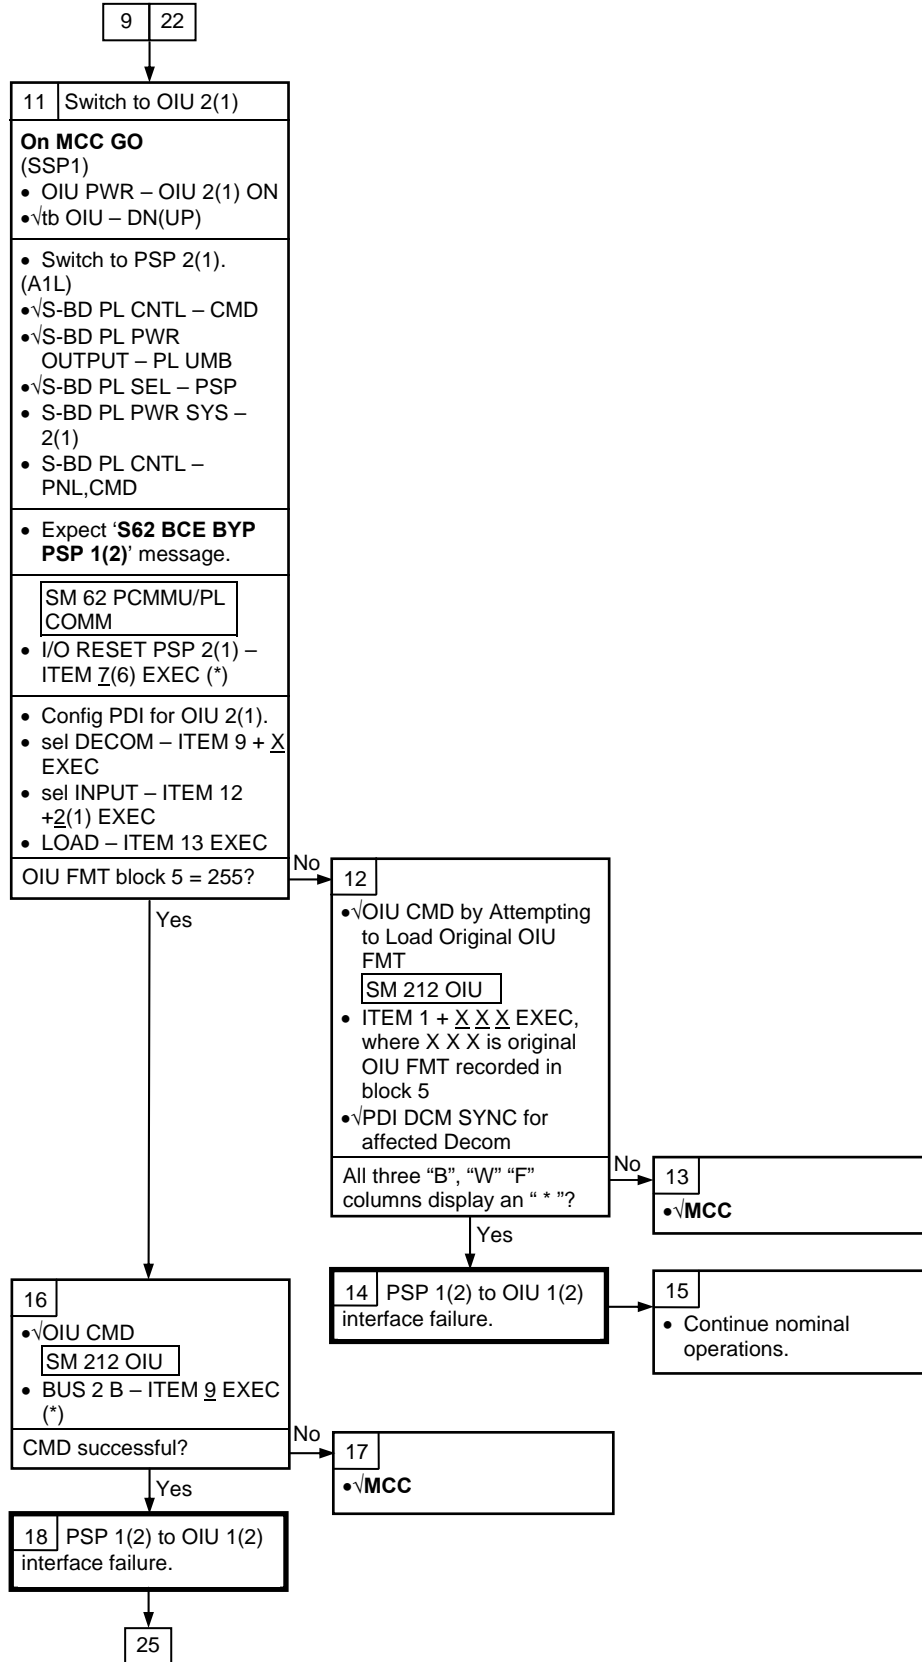 9 22
11 Switch to OIU 2(1)
On MCC GO
(SSP1)
• OIU PWR – OIU 2(1) ON
•√tb OIU – DN(UP)
• Switch to PSP 2(1).
(A1L)
•√S-BD PL CNTL – CMD
•√S-BD PL PWR
OUTPUT – PL UMB
•√S-BD PL SEL – PSP
• S-BD PL PWR SYS –
2(1)
• S-BD PL CNTL –
PNL,CMD
• Expect ‘S62 BCE BYP
PSP 1(2)’ message.
SM 62 PCMMU/PL
COMM
• I/O RESET PSP 2(1) –
ITEM 7(6) EXEC (*)
• Config PDI for OIU 2(1).
• sel DECOM – ITEM 9 + X
EXEC
• sel INPUT – ITEM 12
+2(1) EXEC
• LOAD – ITEM 13 EXEC
OIU FMT block 5 = 255?
No
Yes
12
•√OIU CMD by Attempting
to Load Original OIU
FMT
SM 212 OIU
• ITEM 1 + X X X EXEC,
where X X X is original
OIU FMT recorded in
block 5
•√PDI DCM SYNC for
affected Decom
All three “B”, “W” “F”
columns display an “ * ”?
No
Yes
13
•√MCC
14 PSP 1(2) to OIU 1(2)
interface failure.
15
• Continue nominal
operations.
16
•√OIU CMD
SM 212 OIU
• BUS 2 B – ITEM 9 EXEC
(*)
CMD successful?
No
Yes
17
•√MCC
18 PSP 1(2) to OIU 1(2)
interface failure.
25